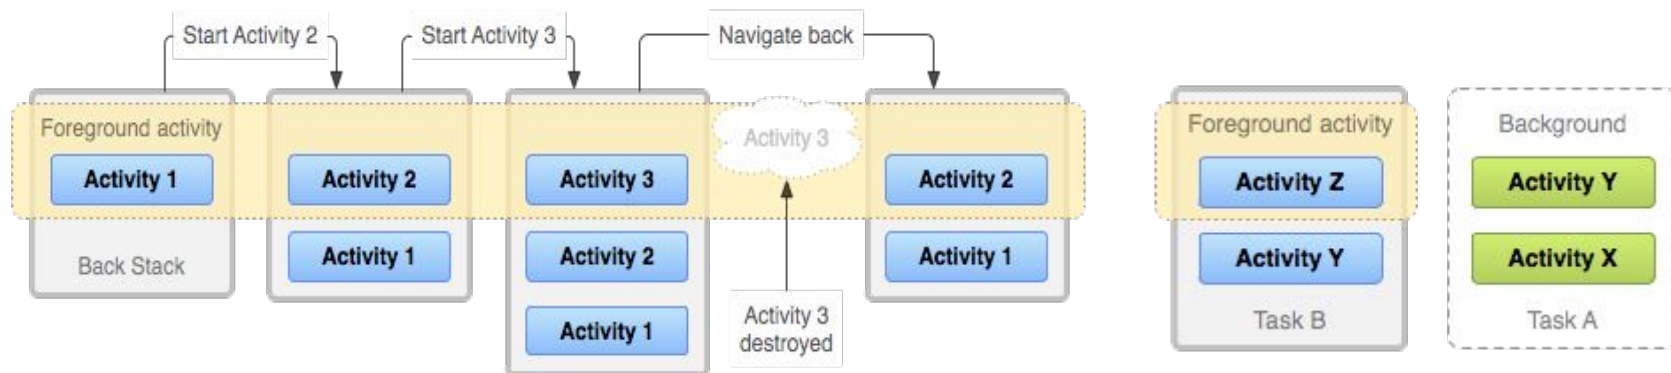 Start Activity 2
Start Activity 3
Navigate back
Foreground activity
Activity 1
Back Stack
Activity 2
Activity 1
Activity 3
Activity 2
Activity 1
Activity 3
Activity 3
destroyed
Activity 2
Activity 1
Foreground activity
Activity Z
Activity Y
Task B
Background
Activity Y
Activity X
Task A